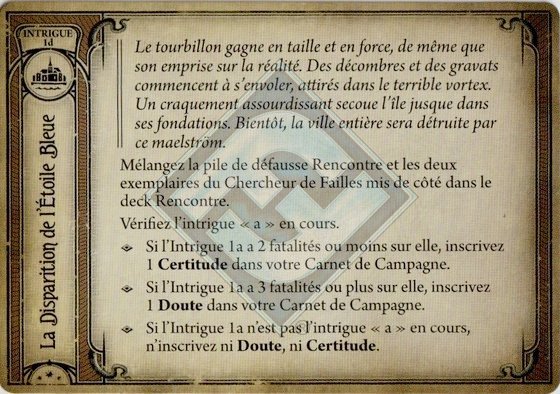 INTRIGUE
1d
La Disparition de l'Étoile Bleue
Le tourbillon gagne en taille et en force, de même que
son emprise sur la réalité. Des décombres et des gravats
commencent à s'envoler, attirés dans le terrible vortex.
Un craquement assourdissant secoue l'île jusque dans
ses fondations. Bientôt, la ville entière sera détruite par
ce maelström.
Mélangez la pile de défausse Rencontre et les deux
exemplaires du Chercheur de Failles mis de côté dans le
deck Rencontre.
Vérifiez l'intrigue « a » en cours.
Si l'Intrigue 1a a 2 fatalités ou moins sur elle, inscrivez
1 Certitude dans votre Carnet de Campagne.
Si l'Intrigue 1a a 3 fatalités ou plus sur elle, inscrivez
1 Doute dans votre Carnet de Campagne.
Si l'Intrigue 1a n'est pas l'intrigue « a » en cours,
n'inscrivez ni Doute, ni Certitude.